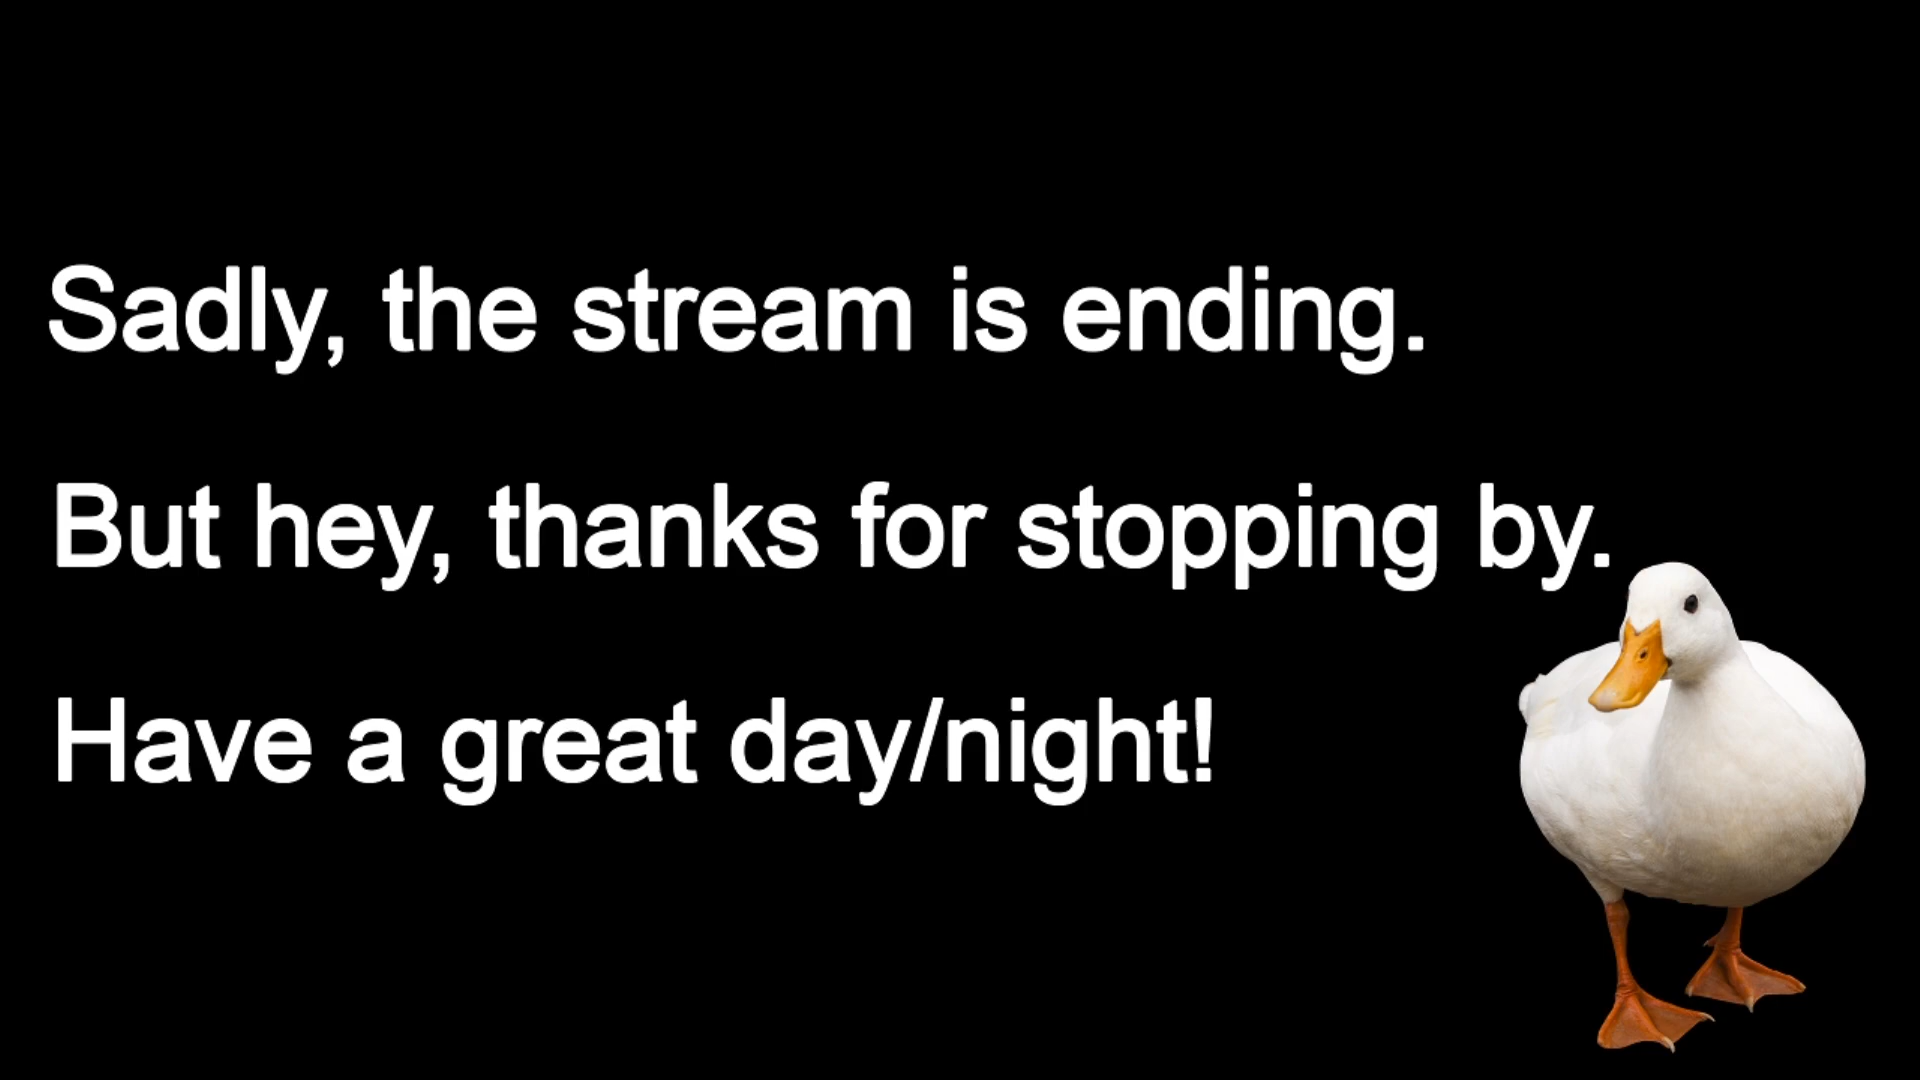 Sadly, the stream is ending.
But hey, thanks for stopping by.
Have a great day/night!